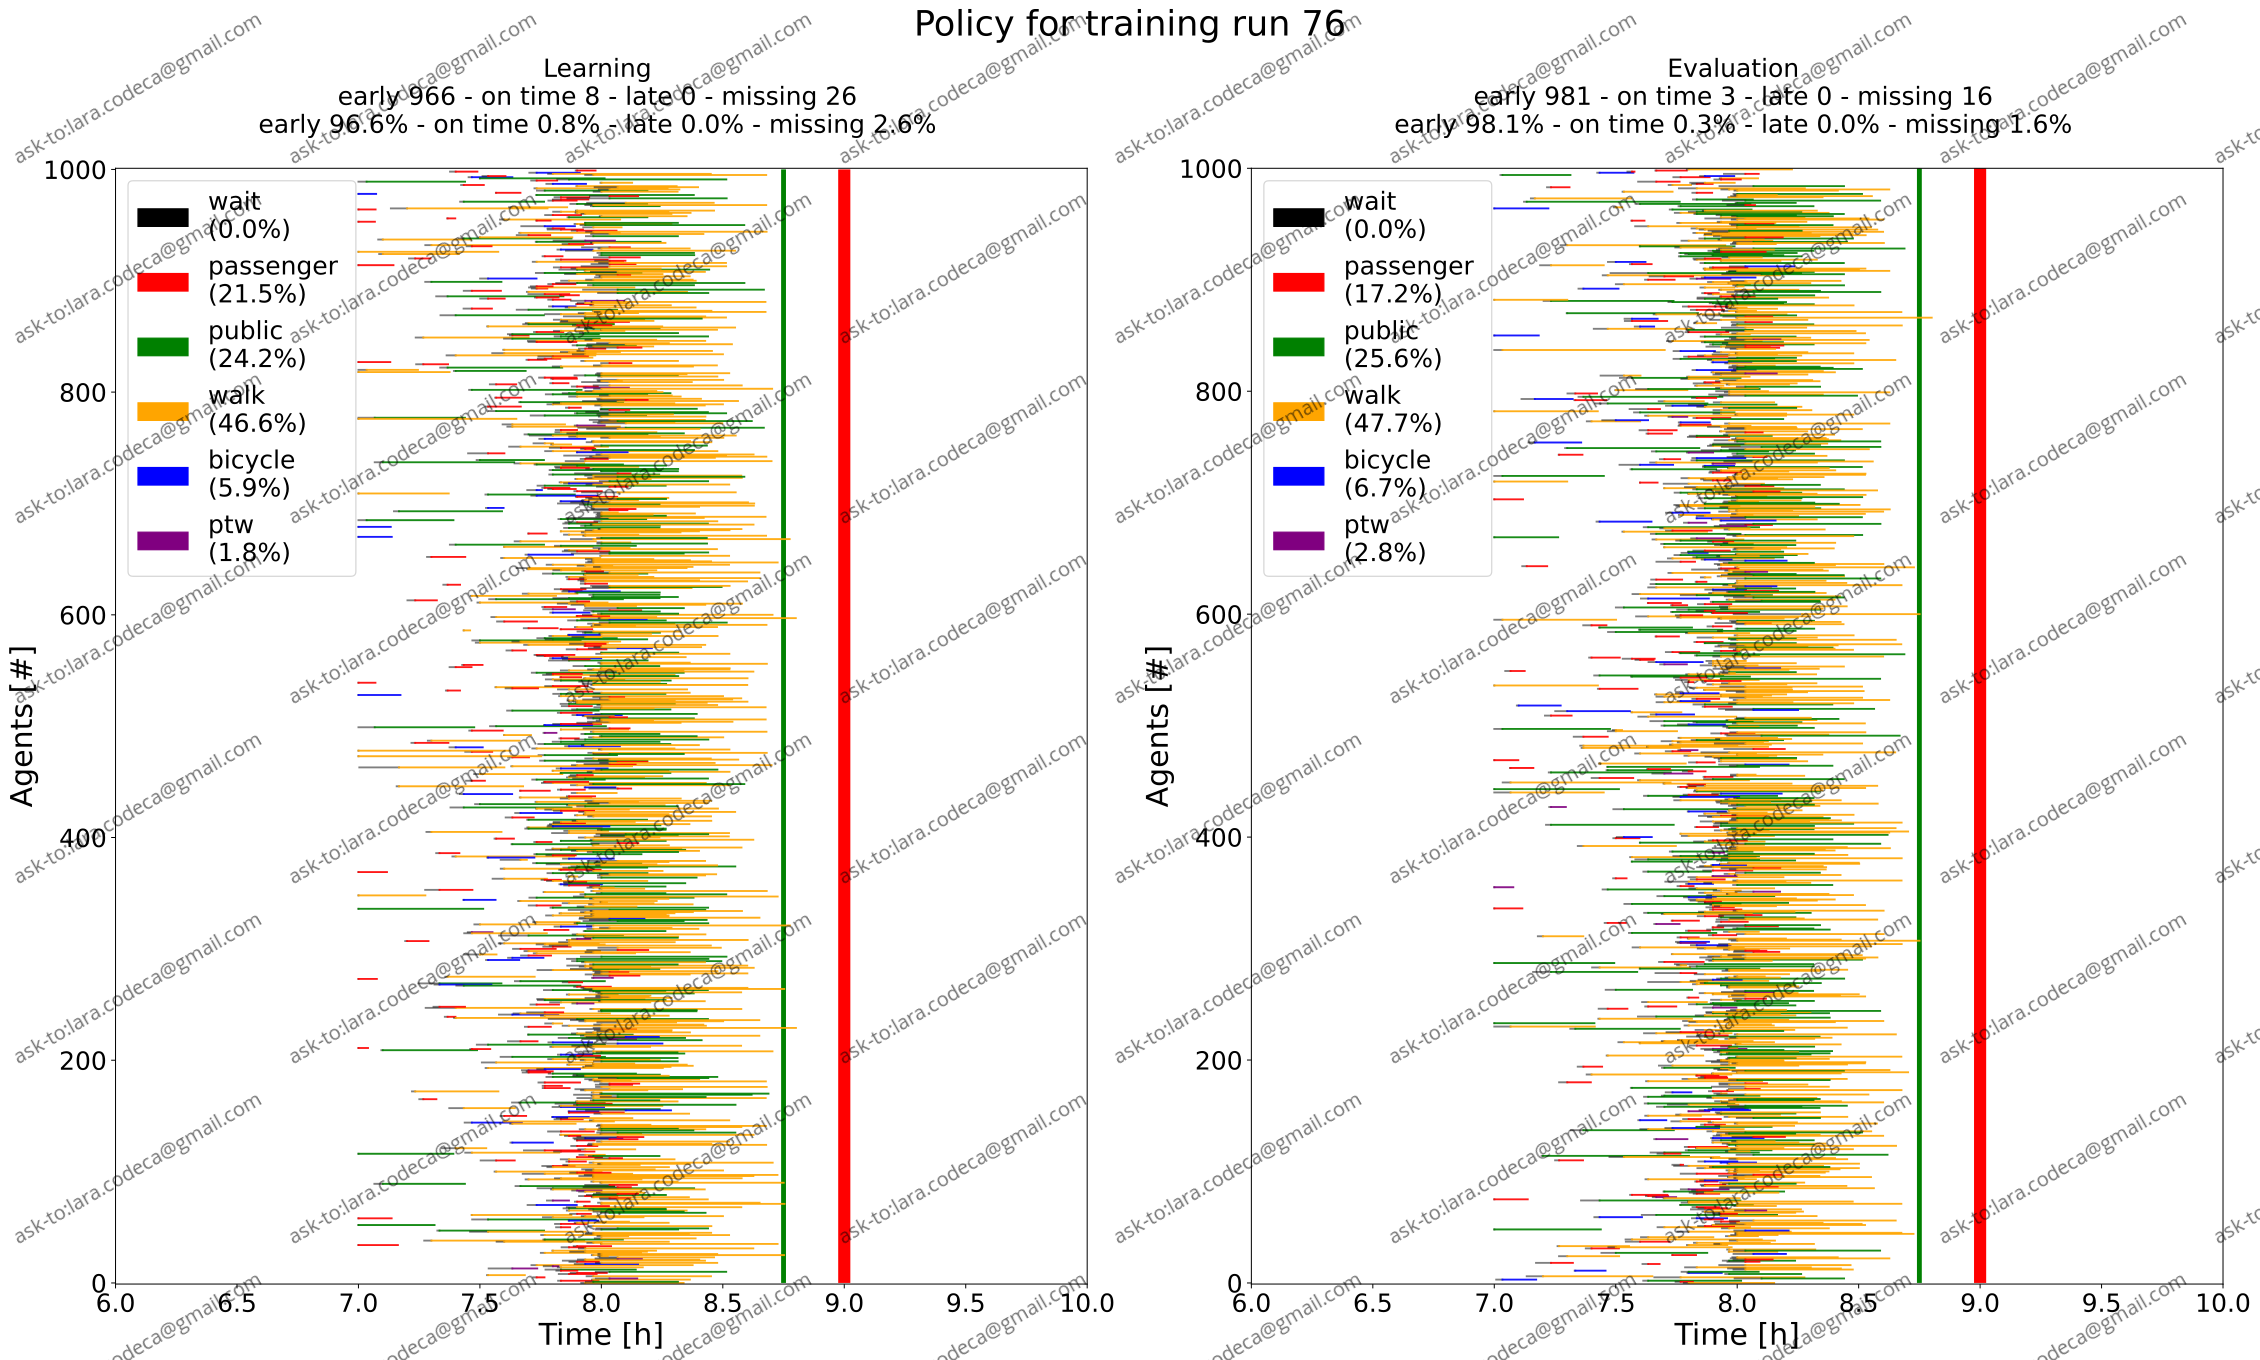 Policy for training run 76
Learning
early 966 - on time 8 - late 0 - missing 26
early 96.6% - on time 0.8% - late 0.0% - missing 2.6%
1000
800
600
400
200
0
Agents [#]
wait
(0.0%)
passenger
(21.5%)
public
(24.2%)
walk
(46.6%)
bicycle
(5.9%)
ptw
(1.8%)
6.0 6.5 7.0 7.5 8.0 8.5 9.0 9.5 10.0
Time [h]
Evaluation
early 981 - on time 3 - late 0 - missing 16
early 98.1% - on time 0.3% - late 0.0% - missing 1.6%
1000
800
600
400
200
0
Agents [#]
wait
(0.0%)
passenger
(17.2%)
public
(25.6%)
walk
(47.7%)
bicycle
(6.7%)
ptw
(2.8%)
6.0 6.5 7.0 7.5 8.0 8.5 9.0 9.5 10.0
Time [h]
ask-to:lara.codeca@gmail.com